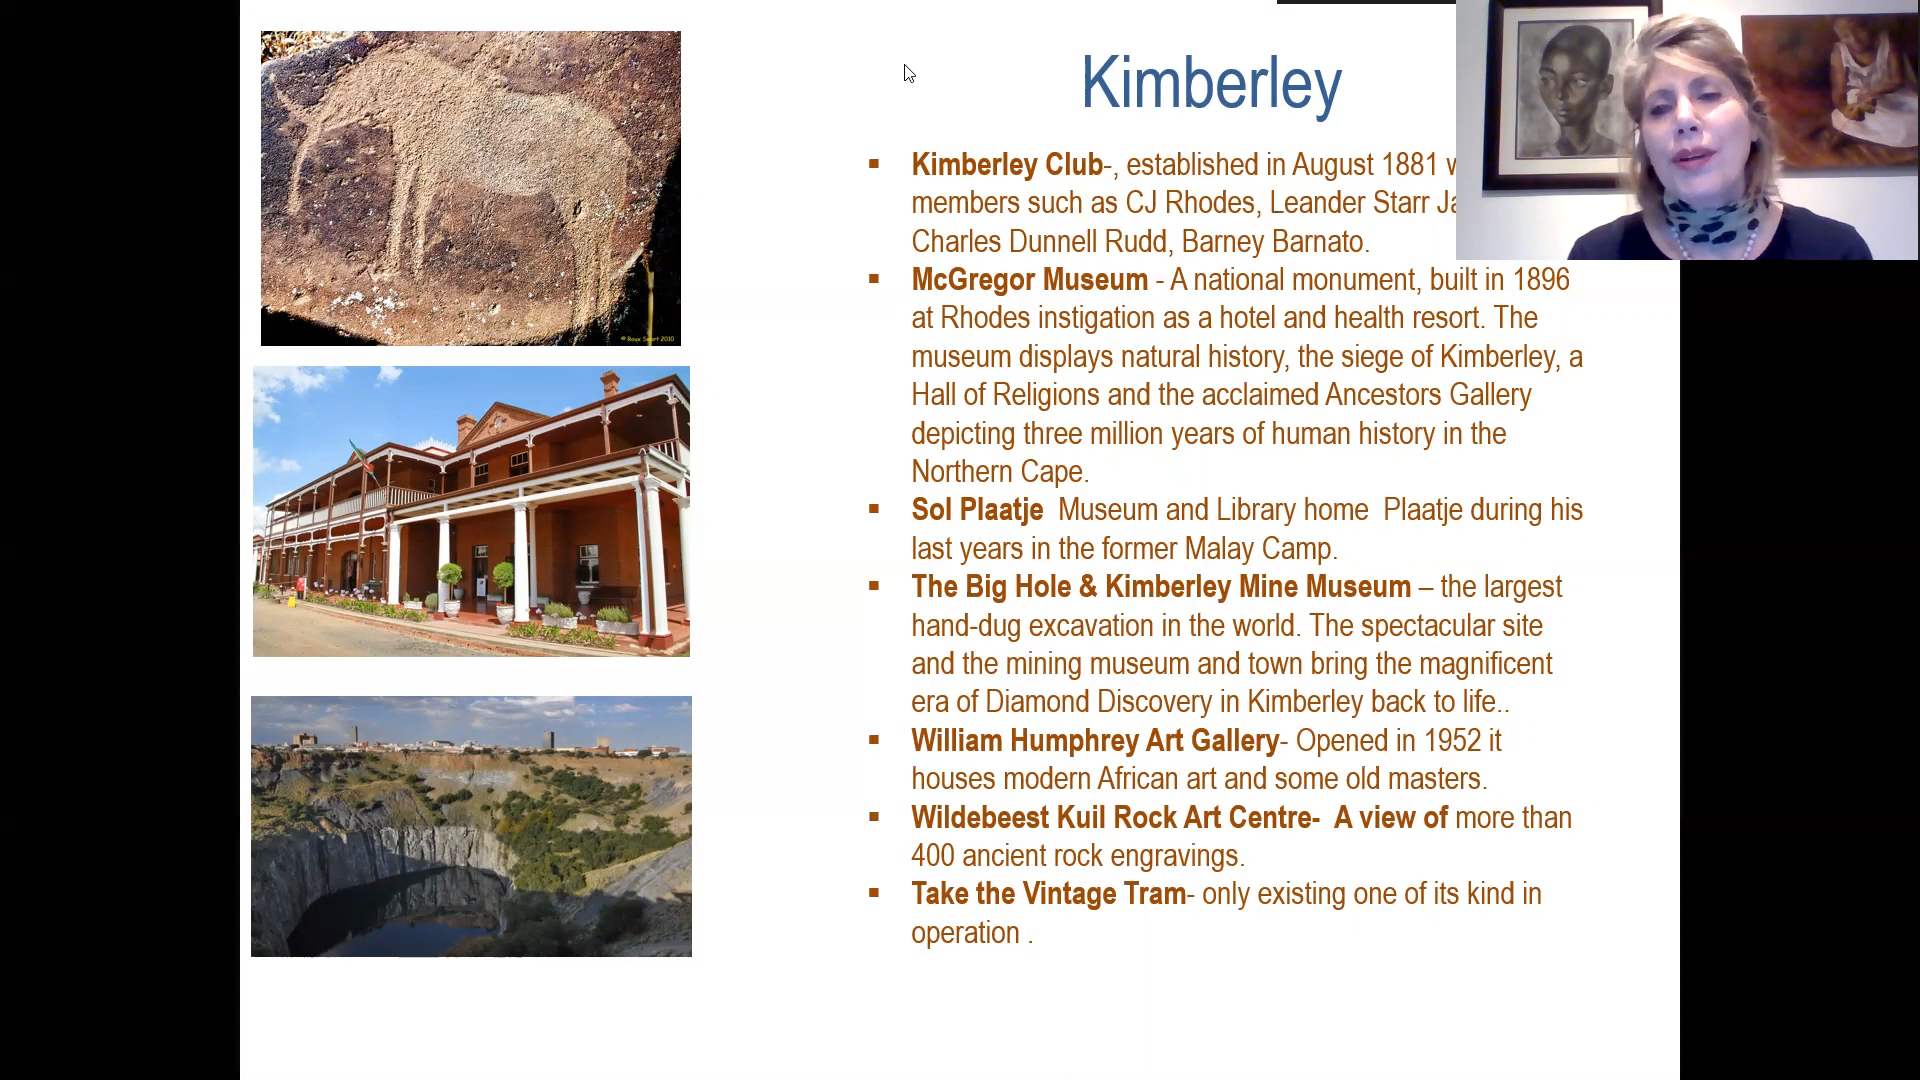 Kimberley
▪ Kimberley Club-, established in August 1881 w
members such as CJ Rhodes, Leander Starr Ja
Charles Dunnell Rudd, Barney Barnato.
▪ McGregor Museum - A national monument, built in 1896
at Rhodes instigation as a hotel and health resort. The
museum displays natural history, the siege of Kimberley, a
Hall of Religions and the acclaimed Ancestors Gallery
depicting three million years of human history in the
Northern Cape.
▪ Sol Plaatje Museum and Library home Plaatje during his
last years in the former Malay Camp.
▪ The Big Hole & Kimberley Mine Museum – the largest
hand-dug excavation in the world. The spectacular site
and the mining museum and town bring the magnificent
era of Diamond Discovery in Kimberley back to life..
▪ William Humphrey Art Gallery- Opened in 1952 it
houses modern African art and some old masters.
▪ Wildebeest Kuil Rock Art Centre- A view of more than
400 ancient rock engravings.
▪ Take the Vintage Tram- only existing one of its kind in
operation .